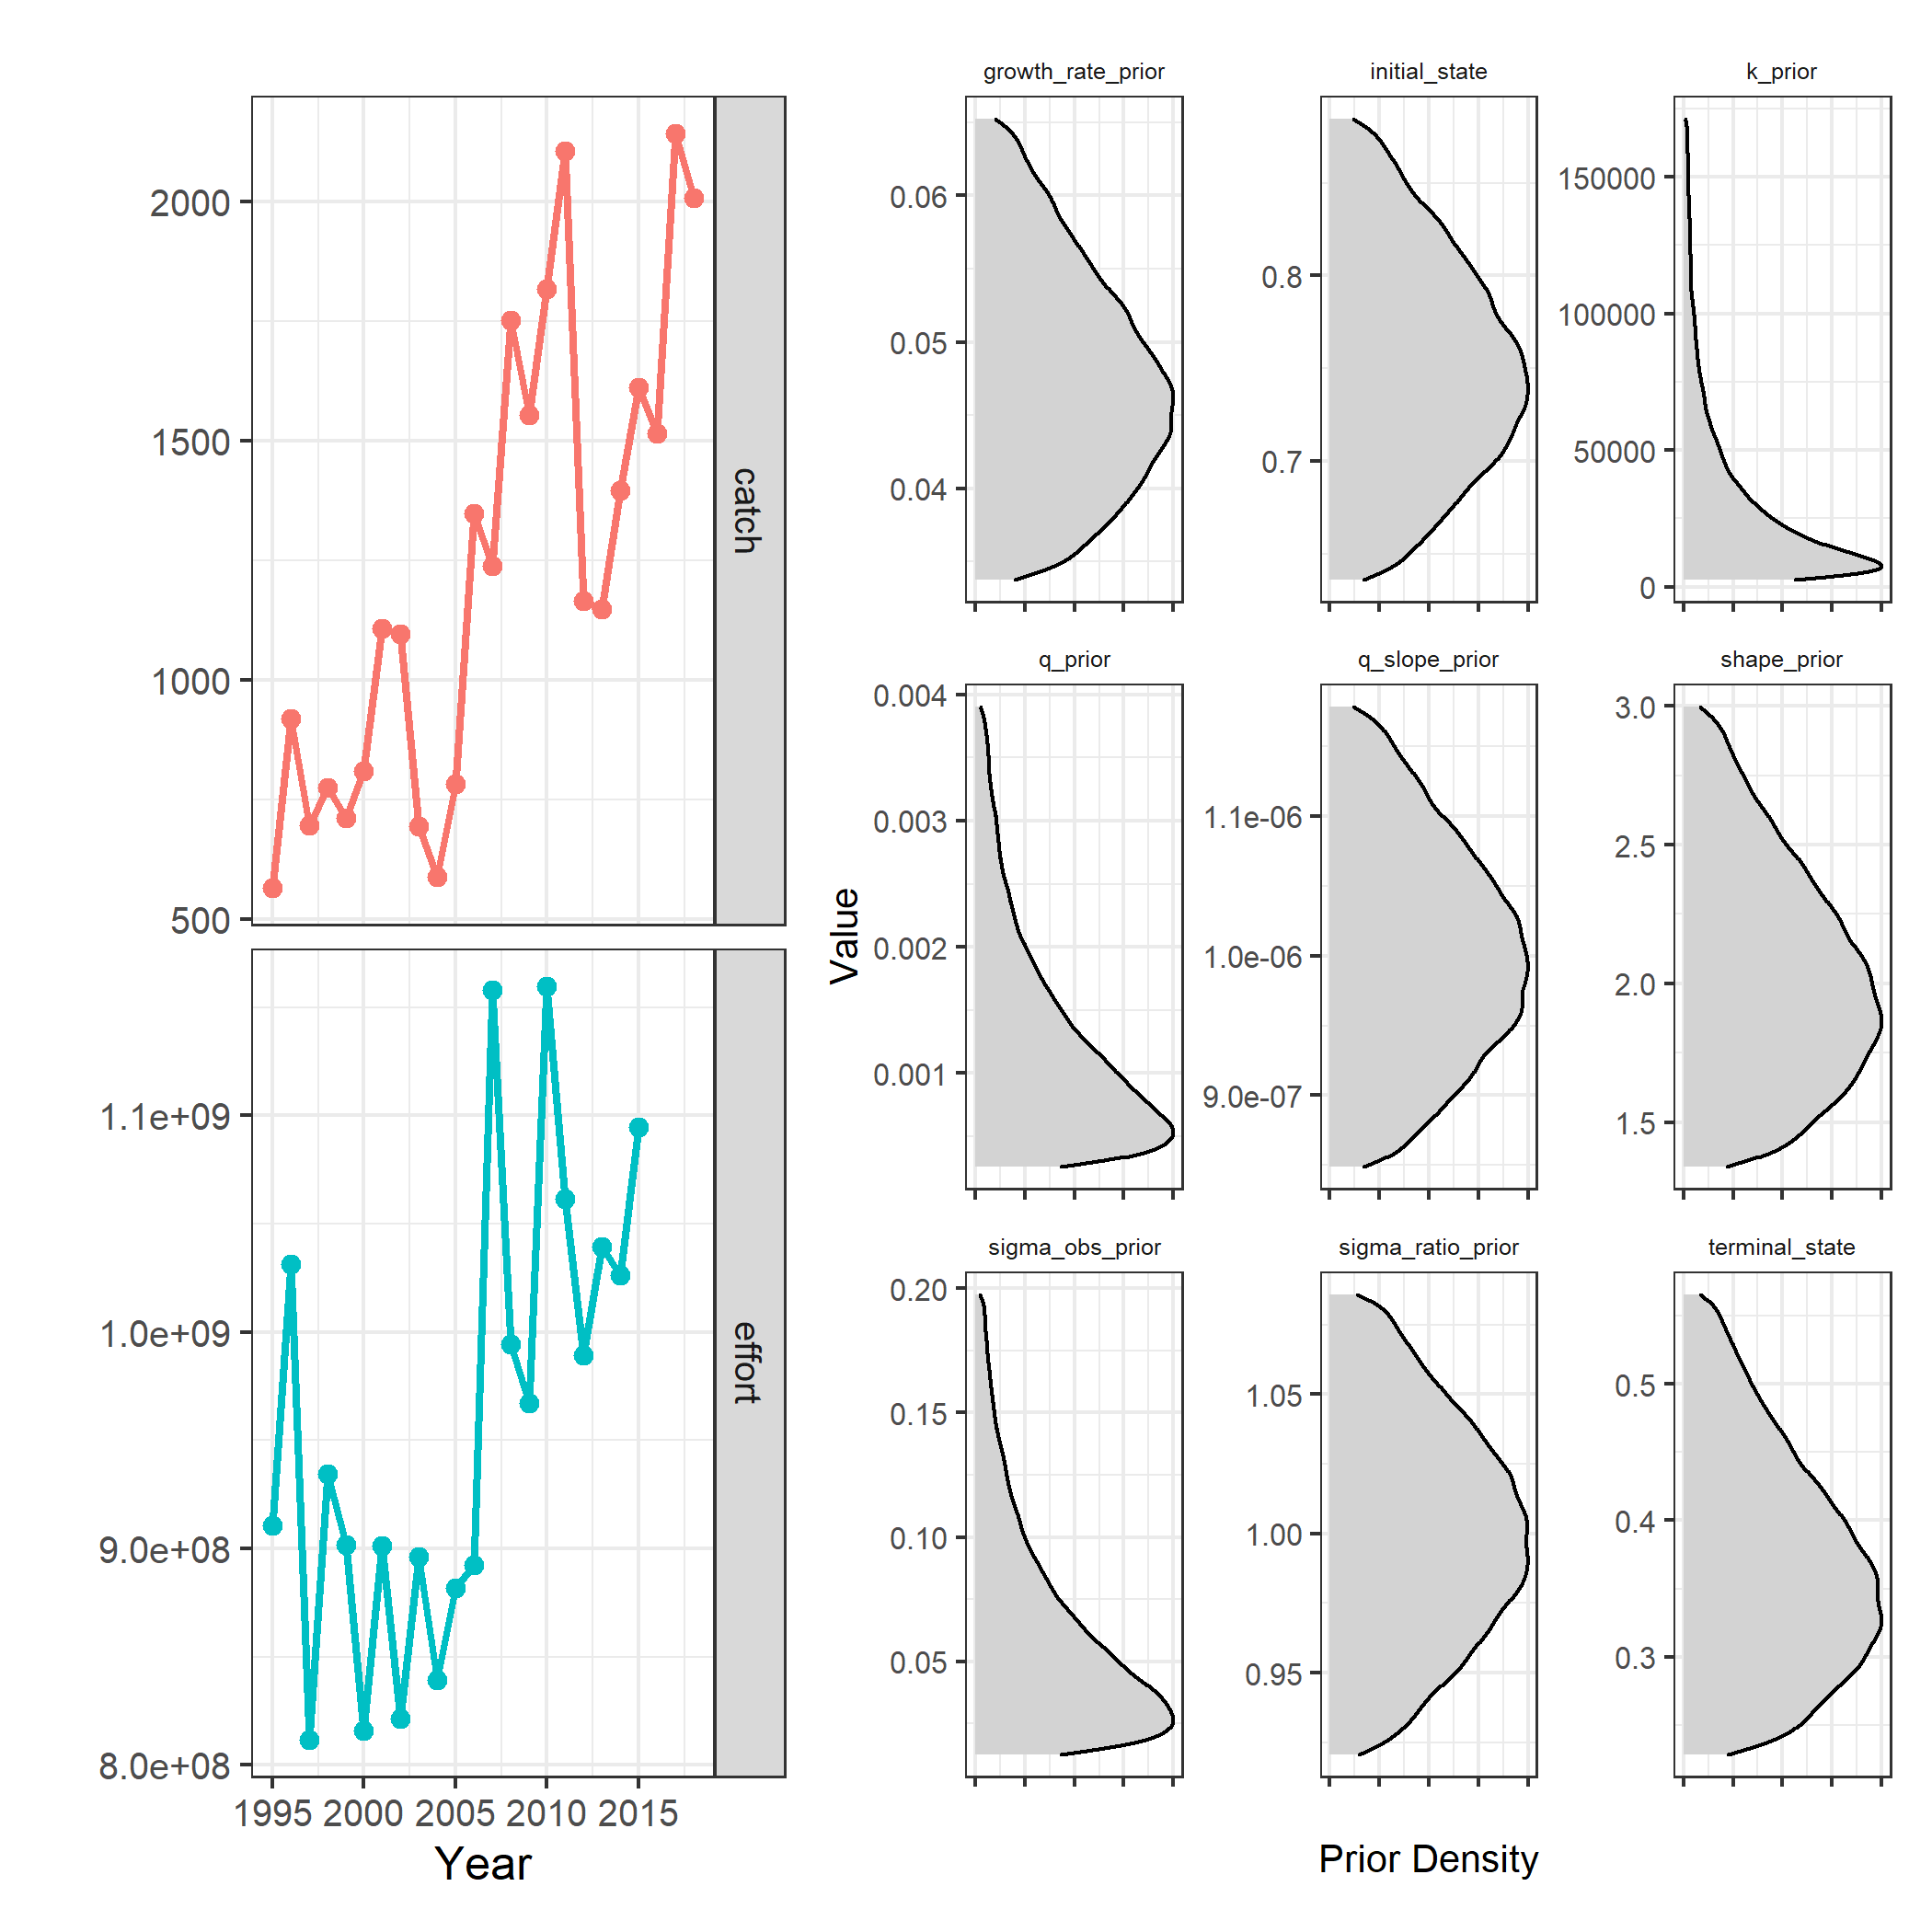 2000
1500
1000
500
catch
1.1e+09
1.0e+09
9.0e+08
8.0e+08
effort
1995 2000 2005 2010 2015
Year
Value
growth_rate_prior
0.06
0.05
0.04
initial_state
0.8
0.7
k_prior
150000
100000
50000
0
q_prior
0.004
0.003
0.002
0.001
q_slope_prior
1.1e-06
1.0e-06
9.0e-07
shape_prior
3.0
2.5
2.0
1.5
sigma_obs_prior
0.20
0.15
0.10
0.05
sigma_ratio_prior
1.05
1.00
0.95
terminal_state
0.5
0.4
0.3
Prior Density